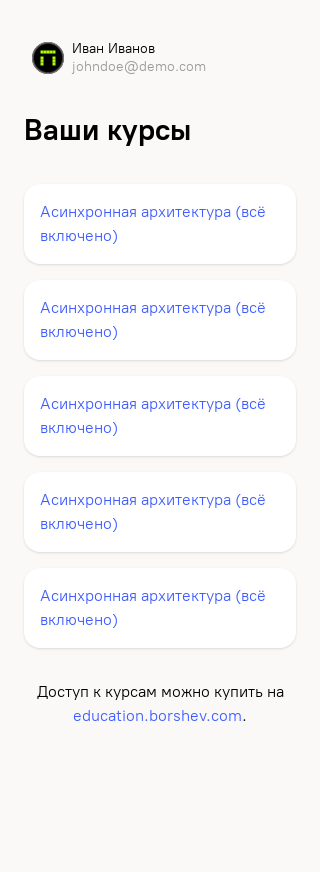 Иван Иванов
johndoe@demo.com
Ваши курсы
Асинхронная архитектура (всё
включено)
Асинхронная архитектура (всё
включено)
Асинхронная архитектура (всё
включено)
Асинхронная архитектура (всё
включено)
Асинхронная архитектура (всё
включено)
Доступ к курсам можно купить на
education.borshev.com.